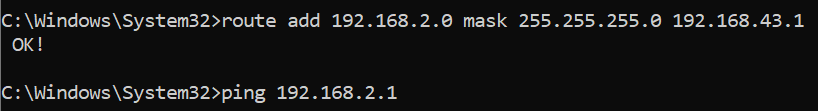 C:\Windows\System32>route add 192.168.2.0 mask 255.255.255.0 192.168.43.1
 OK!
C:\Windows\System32>ping 192.168.2.1